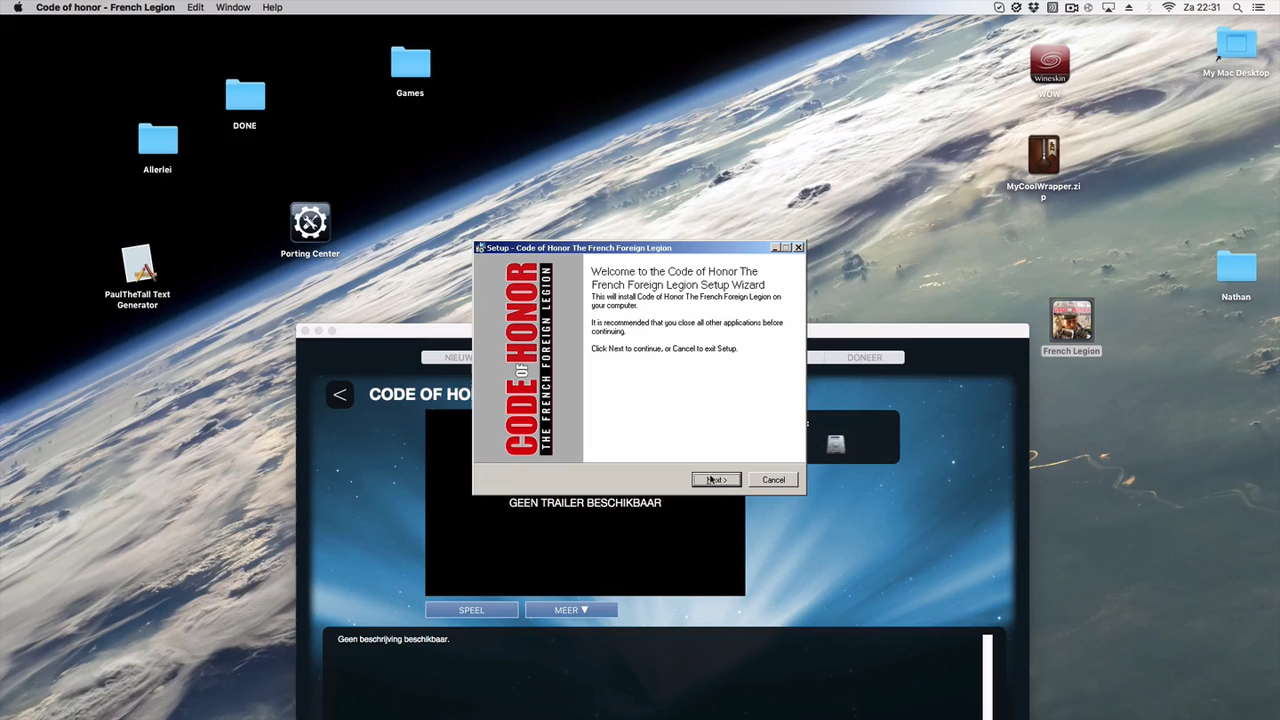 Code of honor - French Legion Edit Window Help
Za 22:31
Games
DONE
Allerlei
Porting Center
PaulTheTall Text
Generator
Wineskin
WOW
My Mac Desktop
MyCoolWrapper.zi
p
Nathan
French Legion
Setup - Code of Honor The French Foreign Legion
CODE OF HONOR
THE FRENCH FOREIGN LEGION
Welcome to the Code of Honor The
French Foreign Legion Setup Wizard
This will install Code of Honor The French Foreign Legion on
your computer.
It is recommended that you close all other applications before
continuing.
Click Next to continue, or Cancel to exit Setup.
Next >
Cancel
NIEUW
DONEER
<
CODE OF HO
GEEN TRAILER BESCHIKBAAR
SPEEL
MEER ▼
Geen beschrijving beschikbaar.